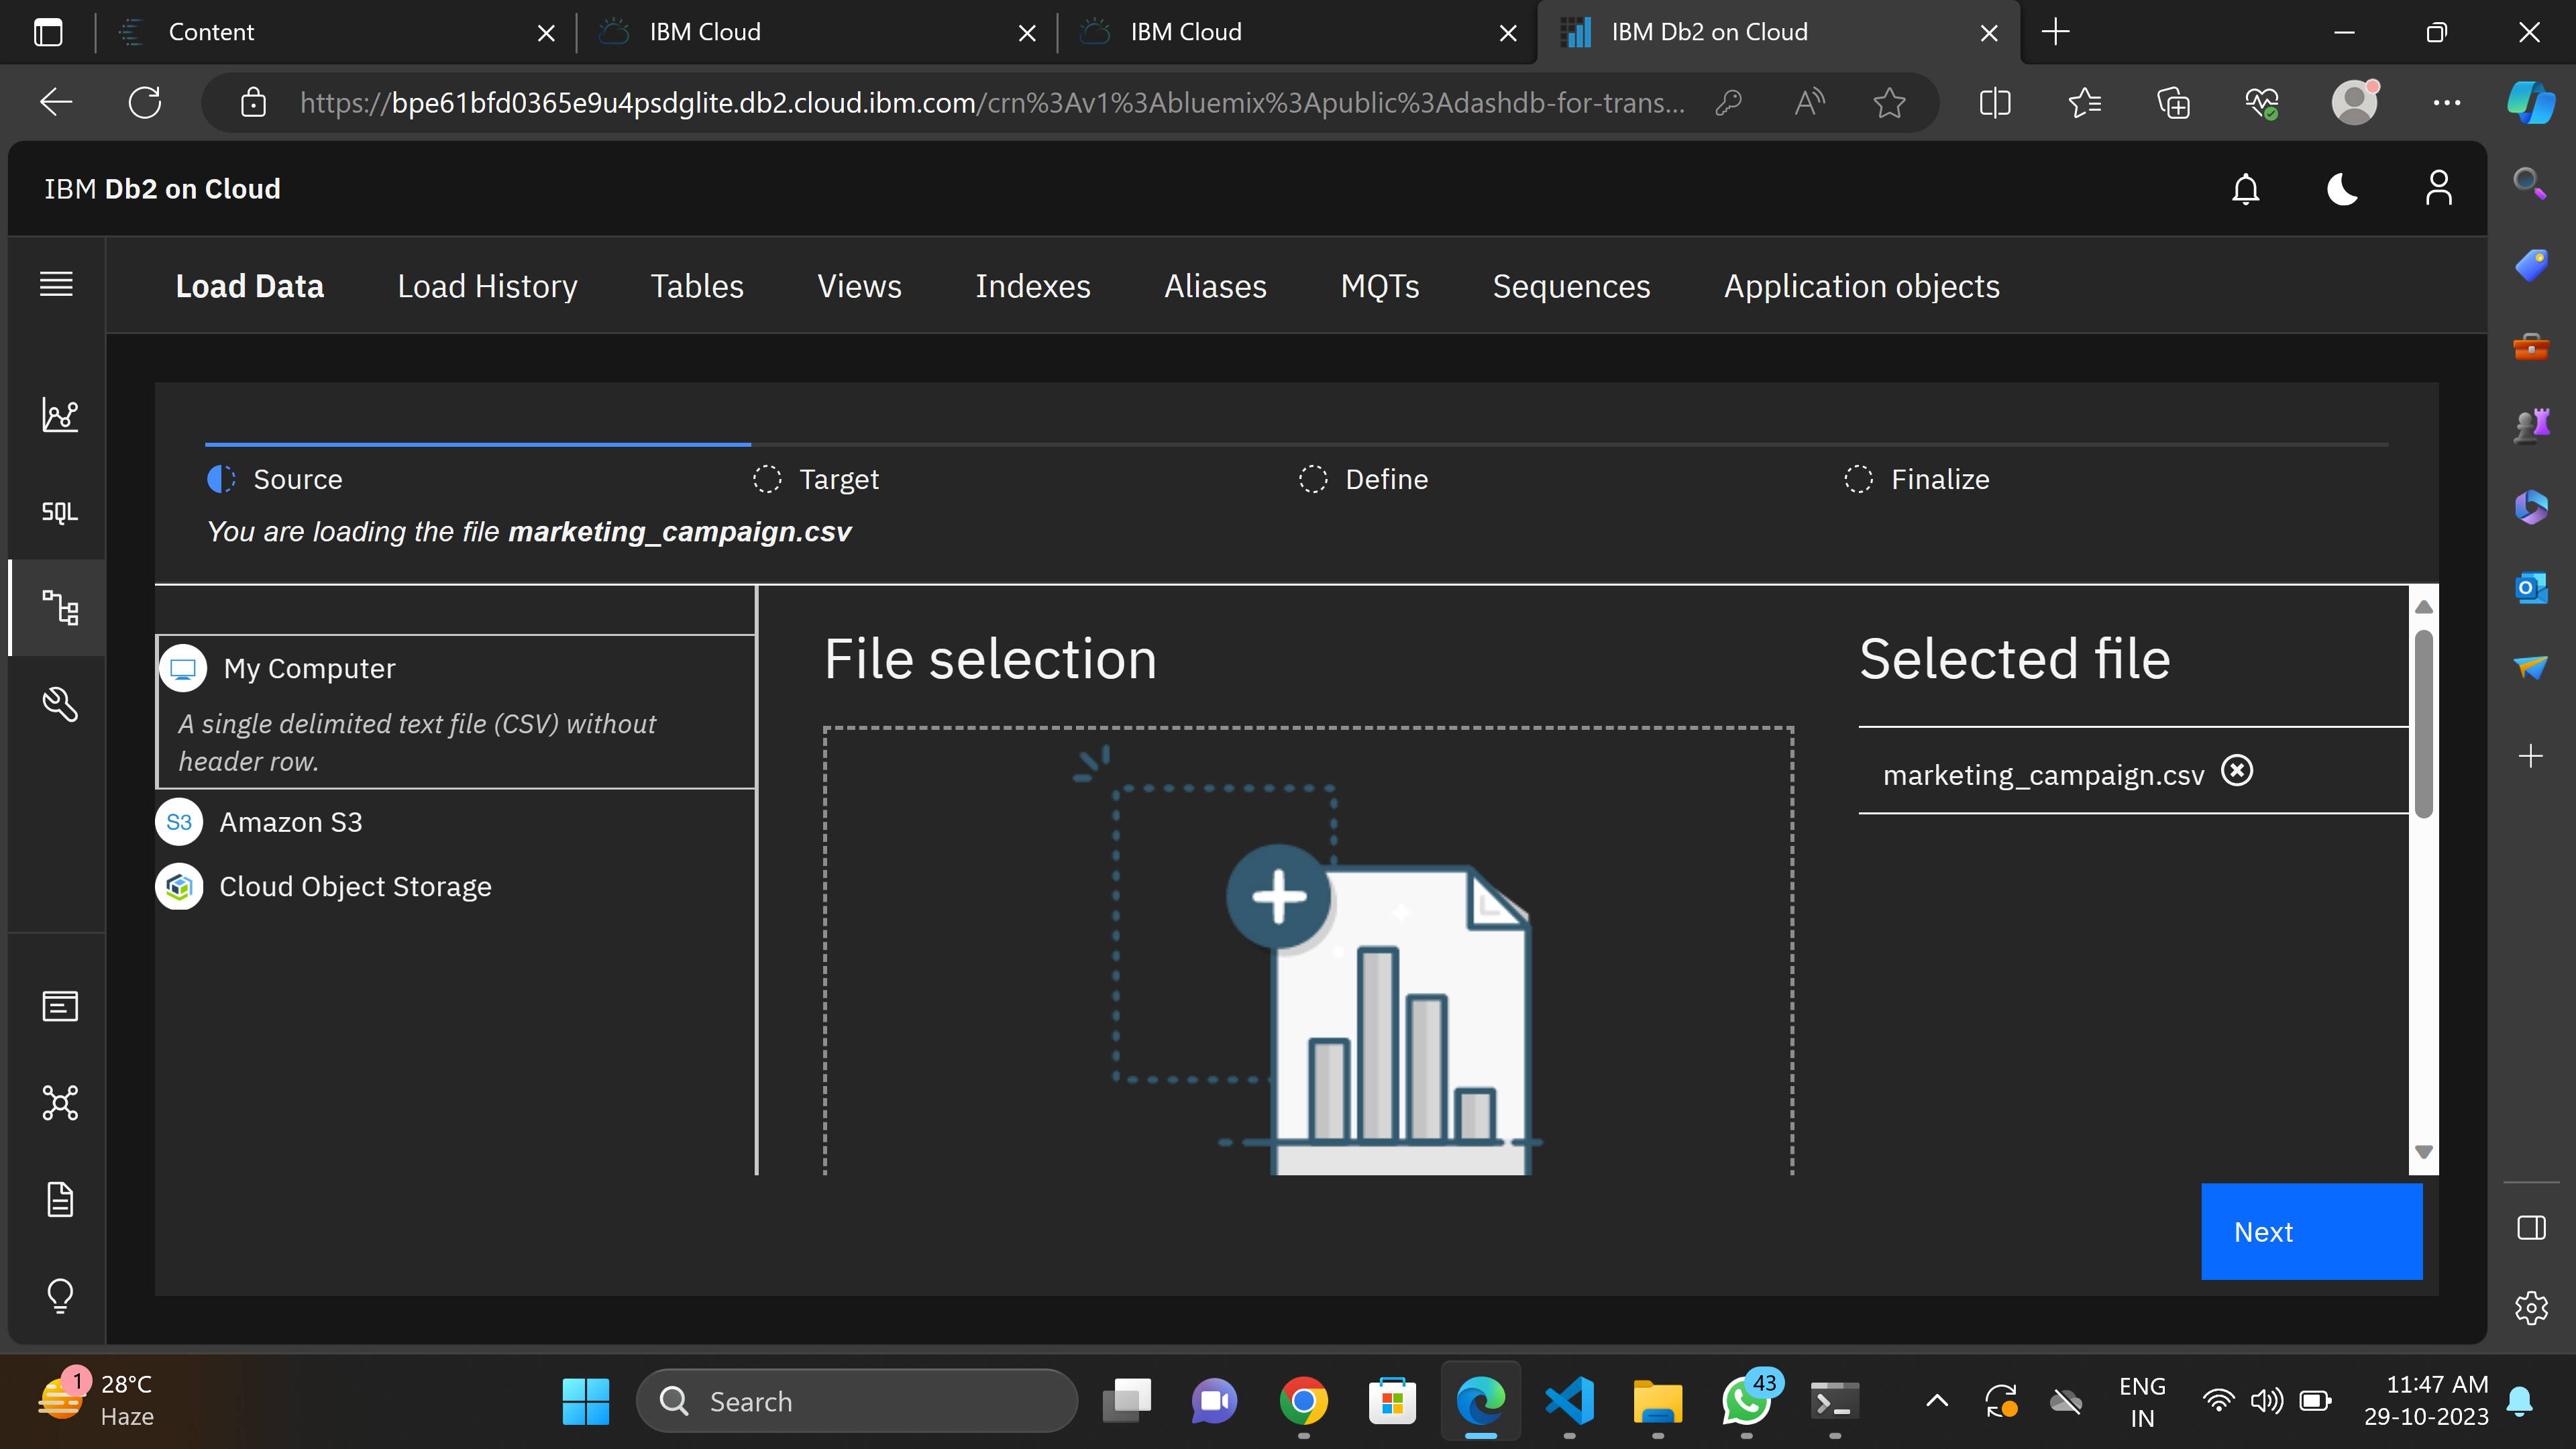 Content
IBM Cloud
IBM Cloud
IBM Db2 on Cloud
https://bpe61bfd0365e9u4psdglite.db2.cloud.ibm.com/crn%3Av1%3Abluemix%3Apublic%3Adashdb-for-trans...
IBM Db2 on Cloud
Load Data
Load History
Tables
Views
Indexes
Aliases
MQTs
Sequences
Application objects
Source
Target
Define
Finalize
You are loading the file marketing_campaign.csv
SQL
My Computer
A single delimited text file (CSV) without
header row.
S3 Amazon S3
Cloud Object Storage
File selection
Selected file
marketing_campaign.csv
Next
1
28°C
Haze
Search
43
ENG
IN
11:47 AM
29-10-2023